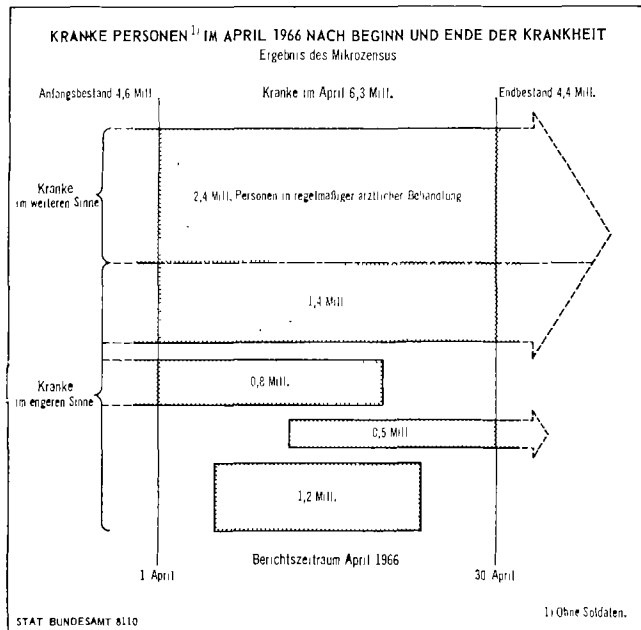 KRANKE PERSONEN 1) IM APRIL 1966 NACH BEGINN UND ENDE DER KRANKHEIT
Ergebnis des Mikrozensus
Anfangsbestand 4,6 Mill
Kranke im April 6,3 Mill.
Endbestand 4,4 Mill.
Kranke
im weiteren Sinne
2,4 Mill. Personen in regelmäßiger arztlicher Behandlung
1,4 Mill
Kranke
im engeren Sinne
0,8 Mill.
0,5 Mill
1,2 Mill.
Berichtszeitraum April 1966
1 April
30 April
STAT BUNDESAMT 8110
1) Ohne Soldaten.